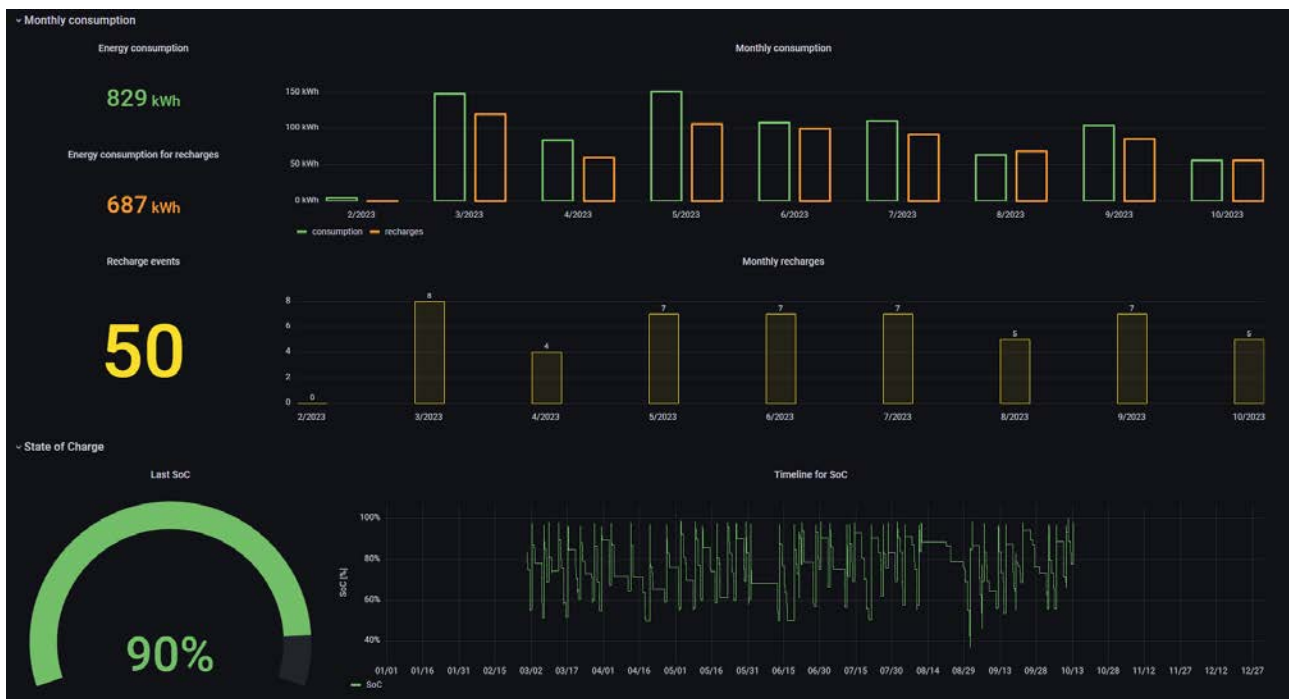 Monthly consumption
Energy consumption
829 kWh
Energy consumption for recharges
687 kWh
Monthly consumption
150 kWh
100 kWh
50 kWh
0 kWh
2/2023 3/2023 4/2023 5/2023 6/2023 7/2023 8/2023 9/2023 10/2023
consumption recharges
Recharge events
50
Monthly recharges
8
6
4
2
0
0 8 4 7 7 7 5 7 5
2/2023 3/2023 4/2023 5/2023 6/2023 7/2023 8/2023 9/2023 10/2023
State of Charge
Last SoC
90%
Timeline for SoC
SoC [%]
100%
80%
60%
40%
01/01 01/16 01/31 02/15 03/02 03/17 04/01 04/16 05/01 05/16 05/31 06/15 06/30 07/15 07/30 08/14 08/29 09/13 09/28 10/13 10/28 11/12 11/27 12/12 12/27
SoC